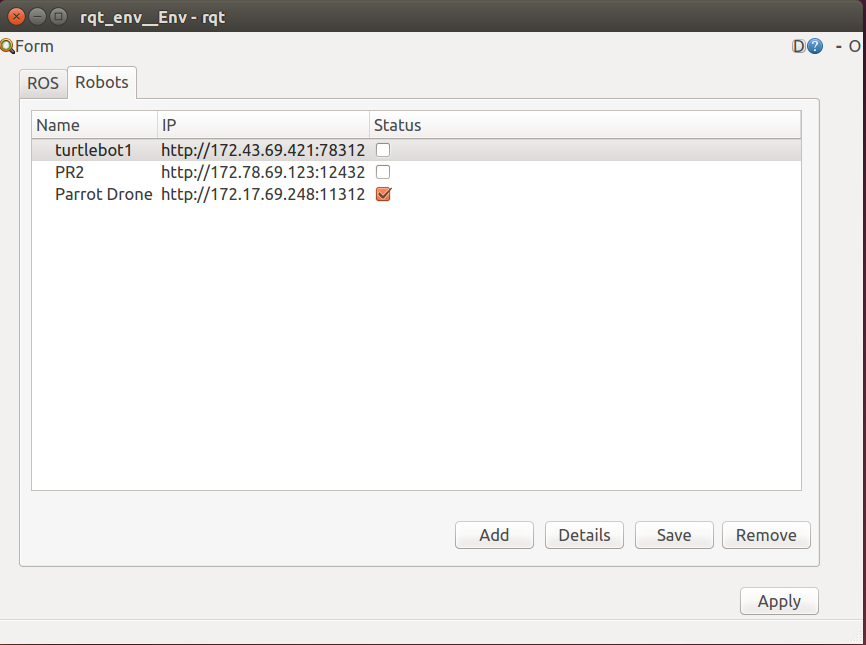 rqt_env__Env - rqt
Form D ? - O
ROS Robots
Name IP Status
turtlebot1 http://172.43.69.421:78312
PR2 http://172.78.69.123:12432
Parrot Drone http://172.17.69.248:11312
Add Details Save Remove
Apply